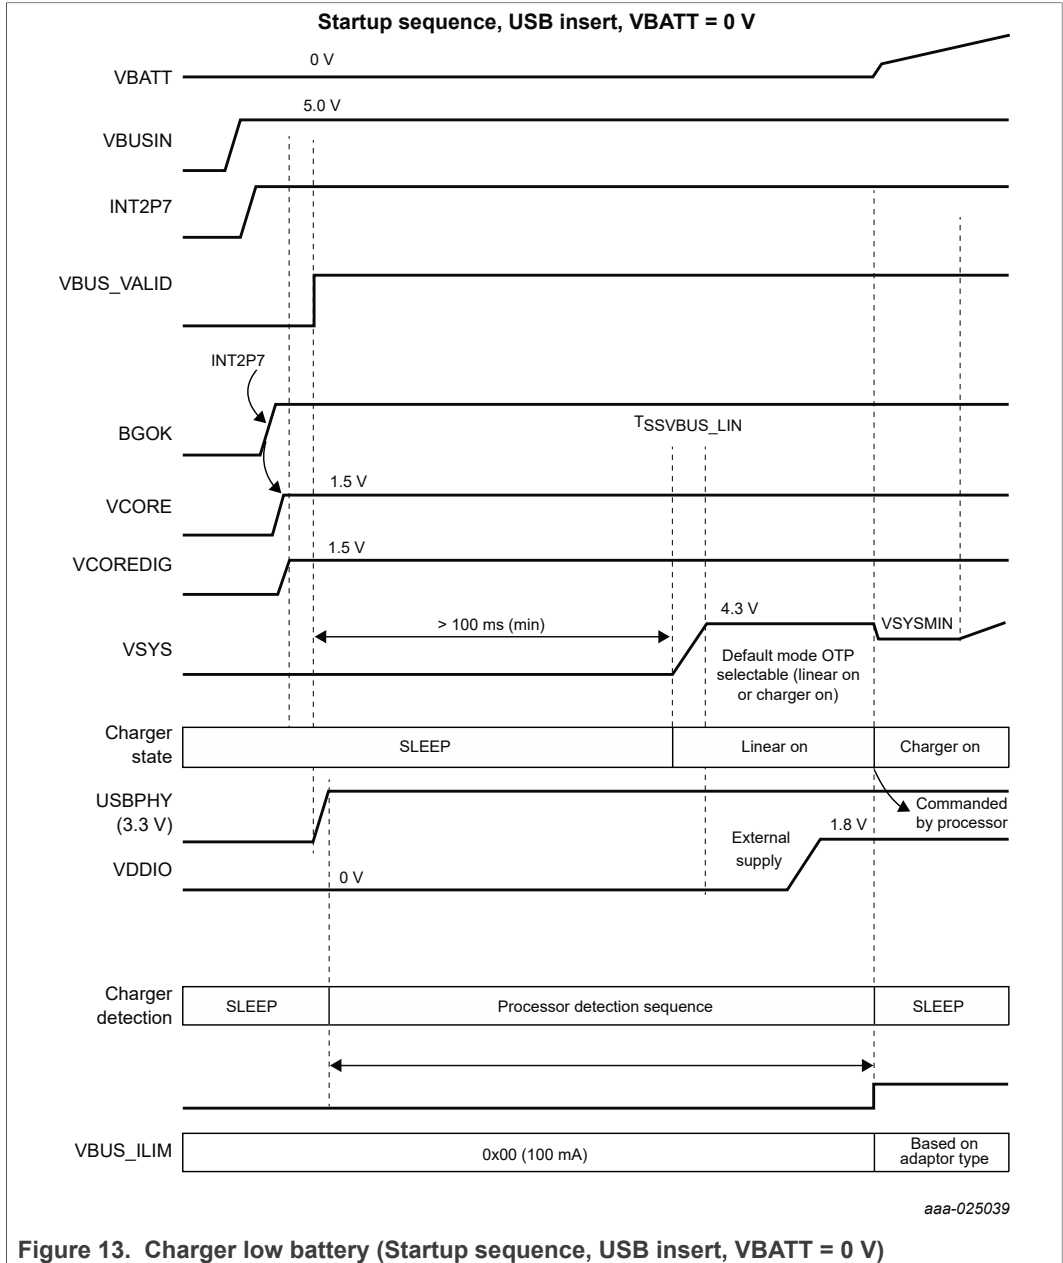 Startup sequence, USB insert, VBATT = 0 V
0 V
VBATT
5.0 V
VBUSIN
INT2P7
VBUS_VALID
INT2P7
BGOK
TSSVBUS_LIN
1.5 V
VCORE
1.5 V
VCOREDIG
4.3 V
> 100 ms (min)
VSYSMIN
VSYS
Default mode OTP
selectable (linear on
or charger on)
Charger
state
SLEEP
Linear on
Charger on
USBPHY
(3.3 V)
Commanded
by processor
1.8 V
External
supply
VDDIO
0 V
Charger
detection
SLEEP
Processor detection sequence
SLEEP
VBUS_ILIM
0x00 (100 mA)
Based on
adaptor type
aaa-025039
Figure 13. Charger low battery (Startup sequence, USB insert, VBATT = 0 V)